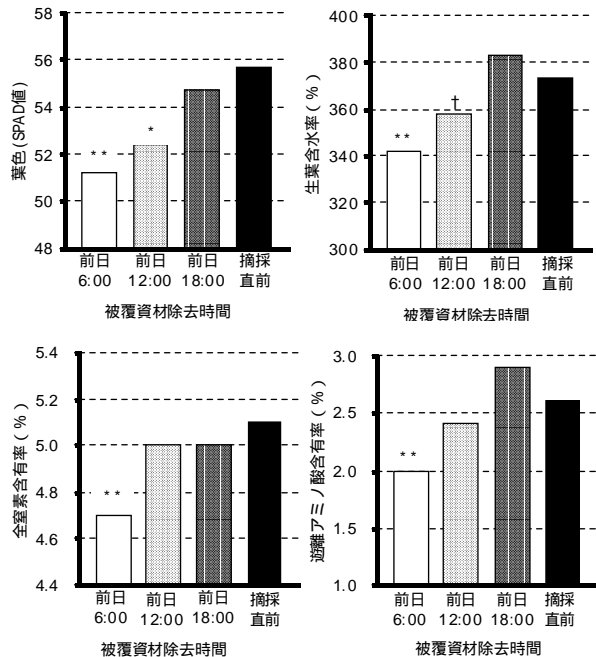 58
56
54
52
50
48
葉色(SPAD値)
**
*
前日
6:00
前日
12:00
前日
18:00
摘採
直前
被覆資材除去時間
400
380
360
340
320
300
生葉含水率(%)
**
†
前日
6:00
前日
12:00
前日
18:00
摘採
直前
被覆資材除去時間
5.4
5.2
5.0
4.8
4.6
4.4
全窒素含有率(%)
**
前日
6:00
前日
12:00
前日
18:00
摘採
直前
被覆資材除去時間
3.0
2.5
2.0
1.5
1.0
遊離アミノ酸含有率(%)
**
前日
6:00
前日
12:00
前日
18:00
摘採
直前
被覆資材除去時間